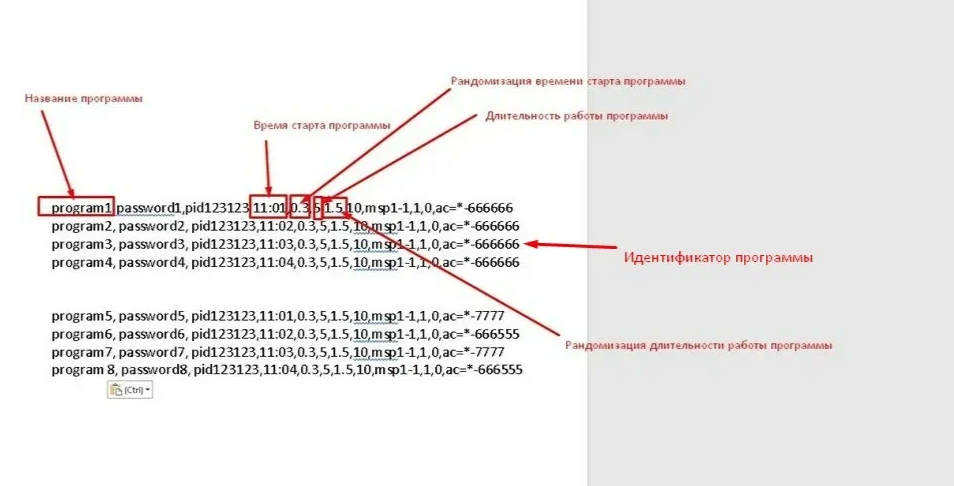 Рандомизация времени старта программы
Название программы
Длительность работы программы
Время старта программы
program1,password1,pid123123,11:01,0.3,5,1.5,10,msp1-1,1,0,ac=*-666666
program2, password2, pid123123,11:02,0.3,5,1.5,10,msp1-1,1,0,ac=*-666666
program3, password3, pid123123,11:03,0.3,5,1.5,10,msp1-1,1,0,ac=*-666666
Идентификатор программы
program4, password4, pid123123,11:04,0.3,5,1.5,10,msp1-1,1,0,ac=*-666666
program5, password5, pid123123,11:01,0.3,5,1.5,10,msp1-1,1,0,ac=*-7777
program6, password6, pid123123,11:02,0.3,5,1.5,10,msp1-1,1,0,ac=*-666555
Рандомизация длительности работы программы
program7, password7, pid123123,11:03,0.3,5,1.5,10,msp1-1,1,0,ac=*-7777
program 8, password8, pid123123,11:04,0.3,5,1.5,10,msp1-1,1,0,ac=*-666555
(Ctrl)